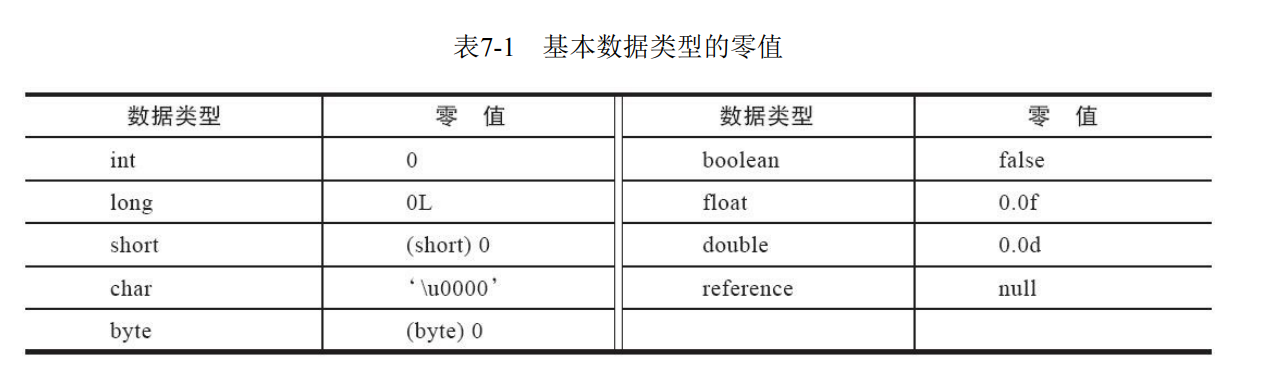 表7-1 基本数据类型的零值
数据类型 零 值 数据类型 零 值
int 0 boolean false
long 0L float 0.0f
short (short) 0 double 0.0d
char ‘\u0000’ reference null
byte (byte) 0